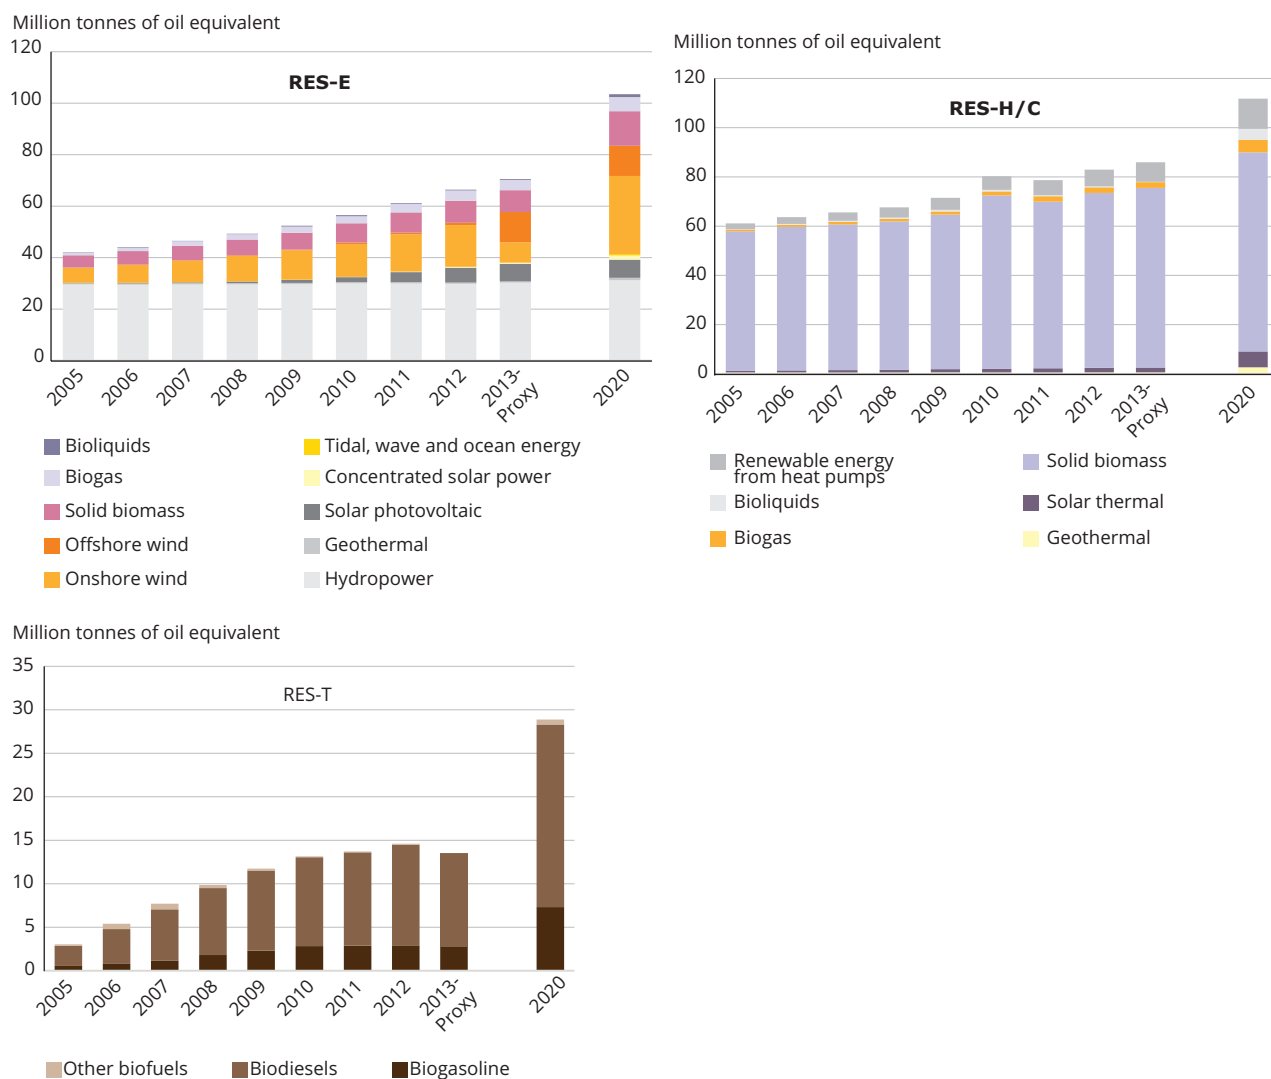 Million tonnes of oil equivalent
120
100
80
60
40
20
0
RES-E
2005
2006
2007
2008
2009
2010
2011
2012
2013-
Proxy
2020
Bioliquids
Biogas
Solid biomass
Offshore wind
Onshore wind
Tidal, wave and ocean energy
Concentrated solar power
Solar photovoltaic
Geothermal
Hydropower
Million tonnes of oil equivalent
120
100
80
60
40
20
0
RES-H/C
2005
2006
2007
2008
2009
2010
2011
2012
2013-
Proxy
2020
Renewable energy
from heat pumps
Bioliquids
Biogas
Solid biomass
Solar thermal
Geothermal
Million tonnes of oil equivalent
35
30
25
20
15
10
5
0
RES-T
2005
2006
2007
2008
2009
2010
2011
2012
2013-
Proxy
2020
Other biofuels
Biodiesels
Biogasoline